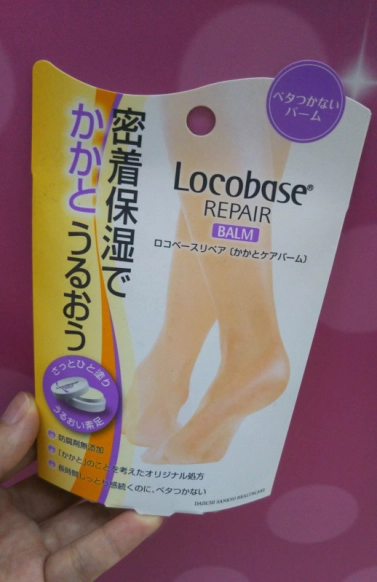 ベタつかない
バーム
密着保湿で
かかとうるおう
Locobase®
REPAIR
BALM
ロコベースリペア〔かかとケアバーム〕
さっとひと塗り
うるおい素足
防腐剤無添加
「かかと」のことを考えたオリジナル処方
長時間しっとり感続くのに、ベタつかない
DAIICHI SANKYO HEALTHCARE